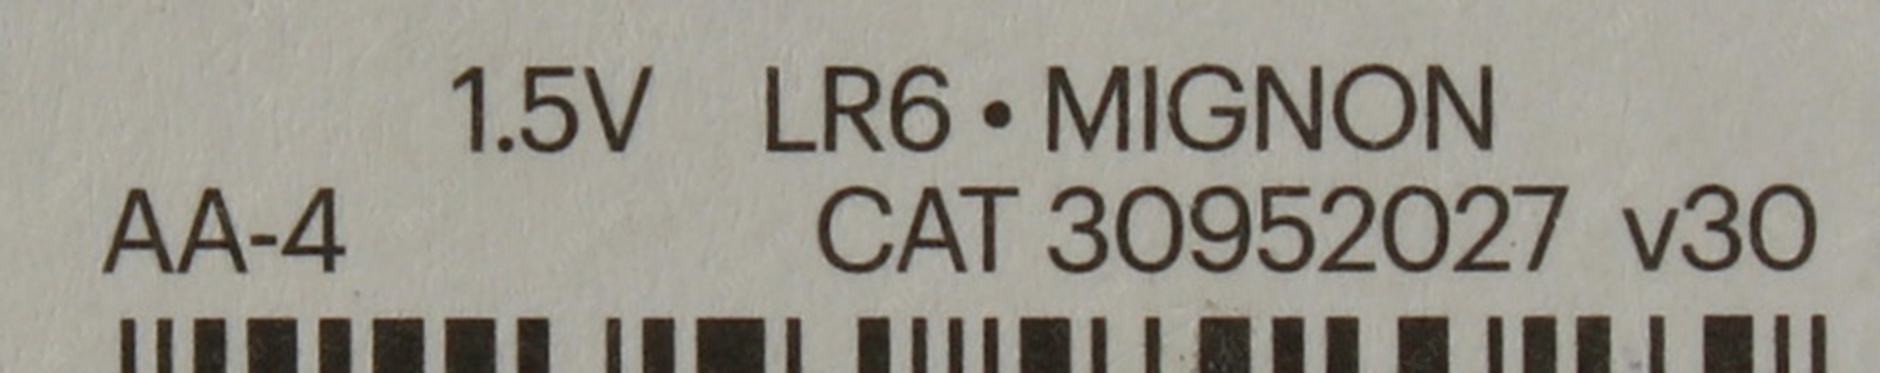 1.5V LR6 • MIGNON
AA-4 CAT 30952027 v30